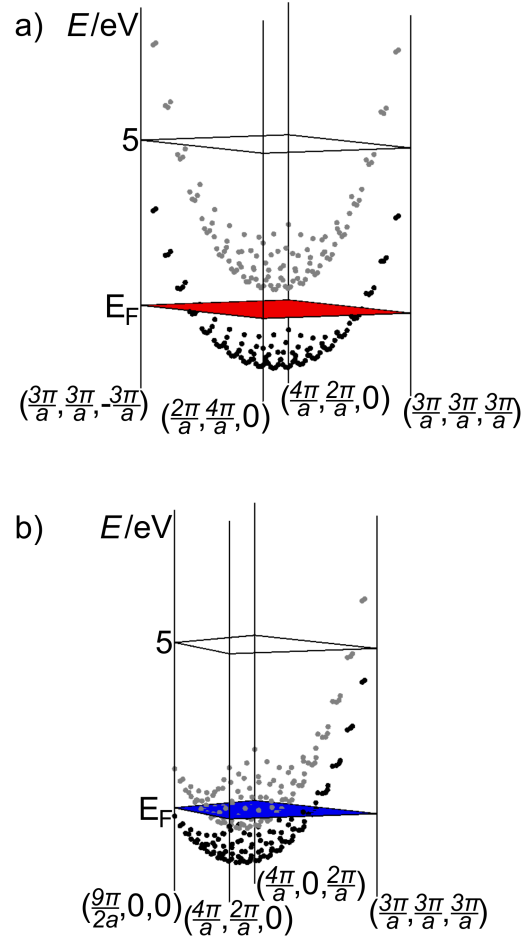 a) E/eV
5
E_F
(3π/a, 3π/a, -3π/a) (2π/a, 4π/a, 0) (4π/a, 2π/a, 0) (3π/a, 3π/a, 3π/a)
b) E/eV
5
E_F
(9π/2a, 0, 0) (4π/a, 2π/a, 0) (4π/a, 0, 2π/a) (3π/a, 3π/a, 3π/a)